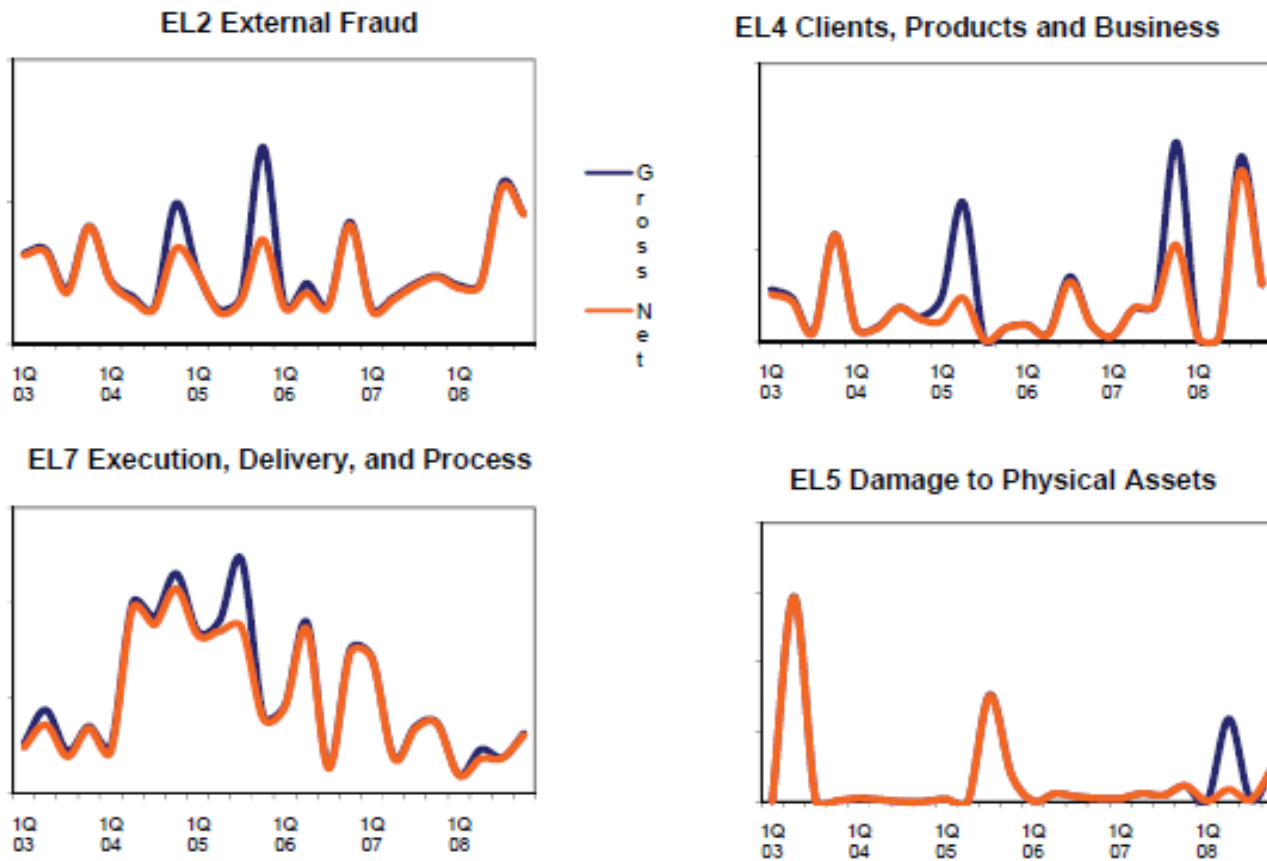 EL2 External Fraud
EL4 Clients, Products and Business
G
r
o
s
s
N
e
t
1Q 1Q 1Q 1Q 1Q 1Q
03 04 05 06 07 08
1Q 1Q 1Q 1Q 1Q 1Q
03 04 05 06 07 08
EL7 Execution, Delivery, and Process
EL5 Damage to Physical Assets
1Q 1Q 1Q 1Q 1Q 1Q
03 04 05 06 07 08
1Q 1Q 1Q 1Q 1Q 1Q
03 04 05 06 07 08